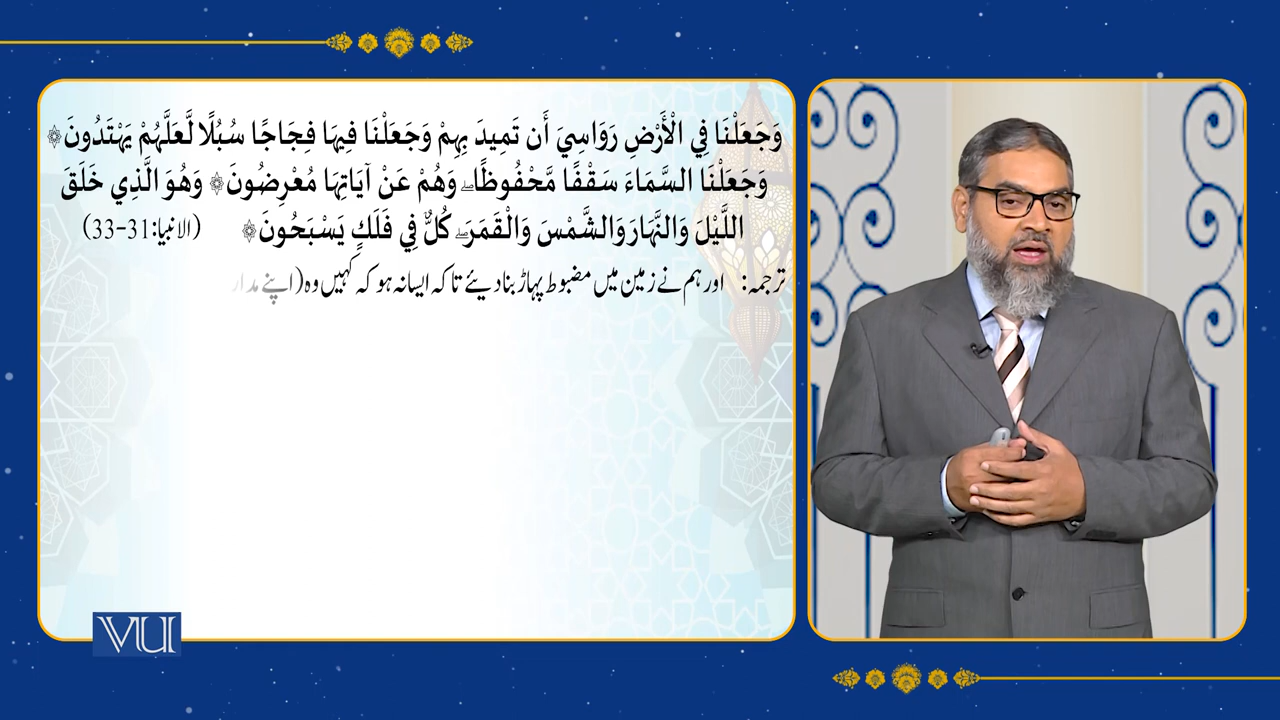 وَجَعَلْنَا فِي الْأَرْضِ رَوَاسِيَ أَن تَمِيدَ بِهِمْ وَجَعَلْنَا فِيهَا فِجَاجًا سُبُلًا لَّعَلَّهُمْ يَهْتَدُونَ۞
وَجَعَلْنَا السَّمَاءَ سَقْفًا مَّحْفُوظًا ۖ وَهُمْ عَنْ آيَاتِهَا مُعْرِضُونَ۞ وَهُوَ الَّذِي خَلَقَ
اللَّيْلَ وَالنَّهَارَ وَالشَّمْسَ وَالْقَمَرَ ۖ كُلٌّ فِي فَلَكٍ يَسْبَحُونَ۞ (الانبیا:31-33)
ترجمہ: اور ہم نے زمین میں مضبوط پہاڑ بنا دیئے تاکہ ایسا نہ ہو کہ کہیں وہ (اپنے مدار
VU